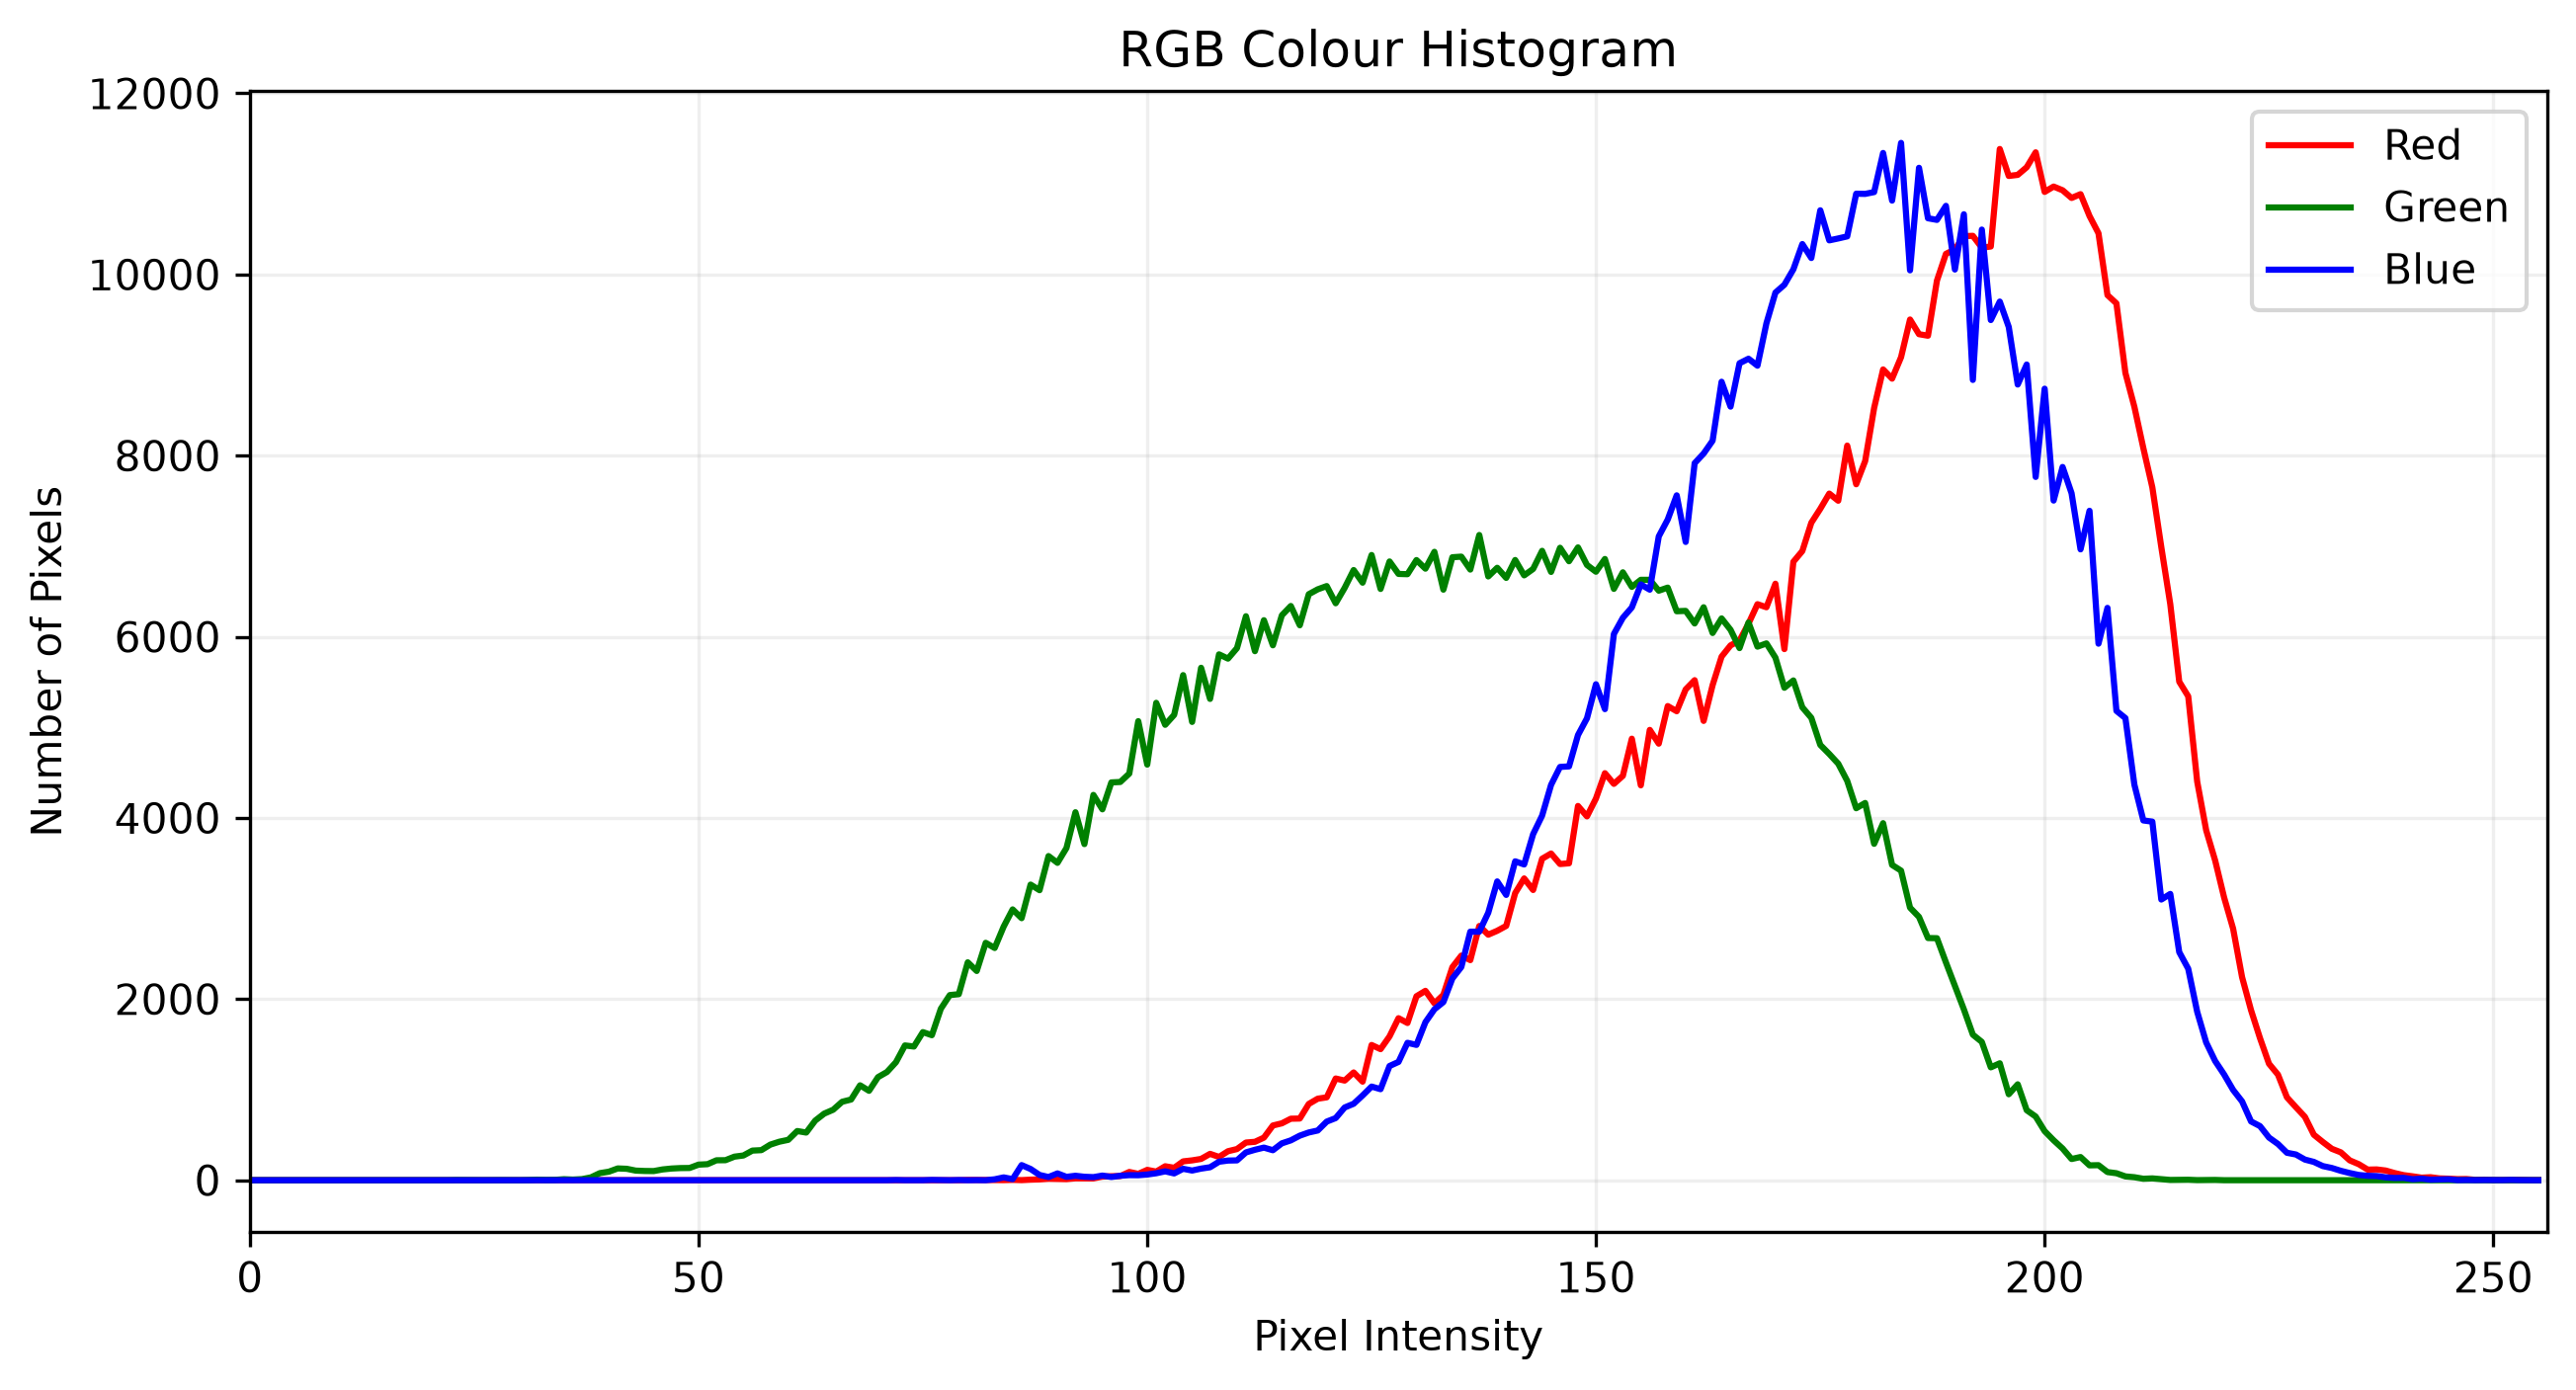 RGB Colour Histogram
12000
10000
8000
6000
4000
2000
0
Number of Pixels
0 50 100 150 200 250
Pixel Intensity
Red
Green
Blue